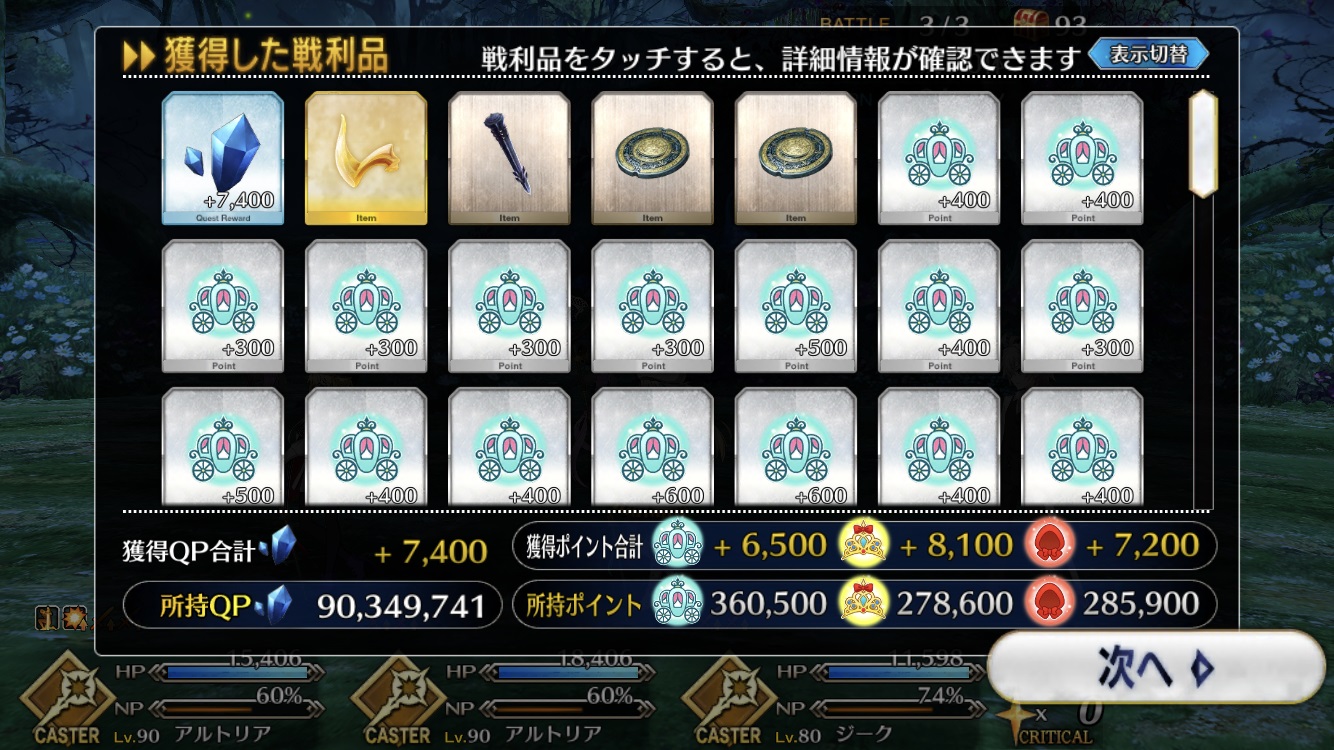 BATTLE 3/3 93
獲得した戦利品 戦利品をタッチすると、詳細情報が確認できます 表示切替
+7,400 +400 +400
Quest Reward Item Item Item Item Point Point
+300 +300 +300 +300 +500 +400 +300
Point Point Point Point Point Point Point
+500 +400 +400 +600 +600 +400 +400
獲得QP合計 + 7,400 獲得ポイント合計 + 6,500 + 8,100 + 7,200
所持QP 90,349,741 所持ポイント 360,500 278,600 285,900
次へ
HP 15,406 HP 18,406 HP 11,598
NP 60% NP 60% NP 74%
CASTER Lv.90 アルトリア CASTER Lv.90 アルトリア CASTER Lv.80 ジーク x 0 CRITICAL